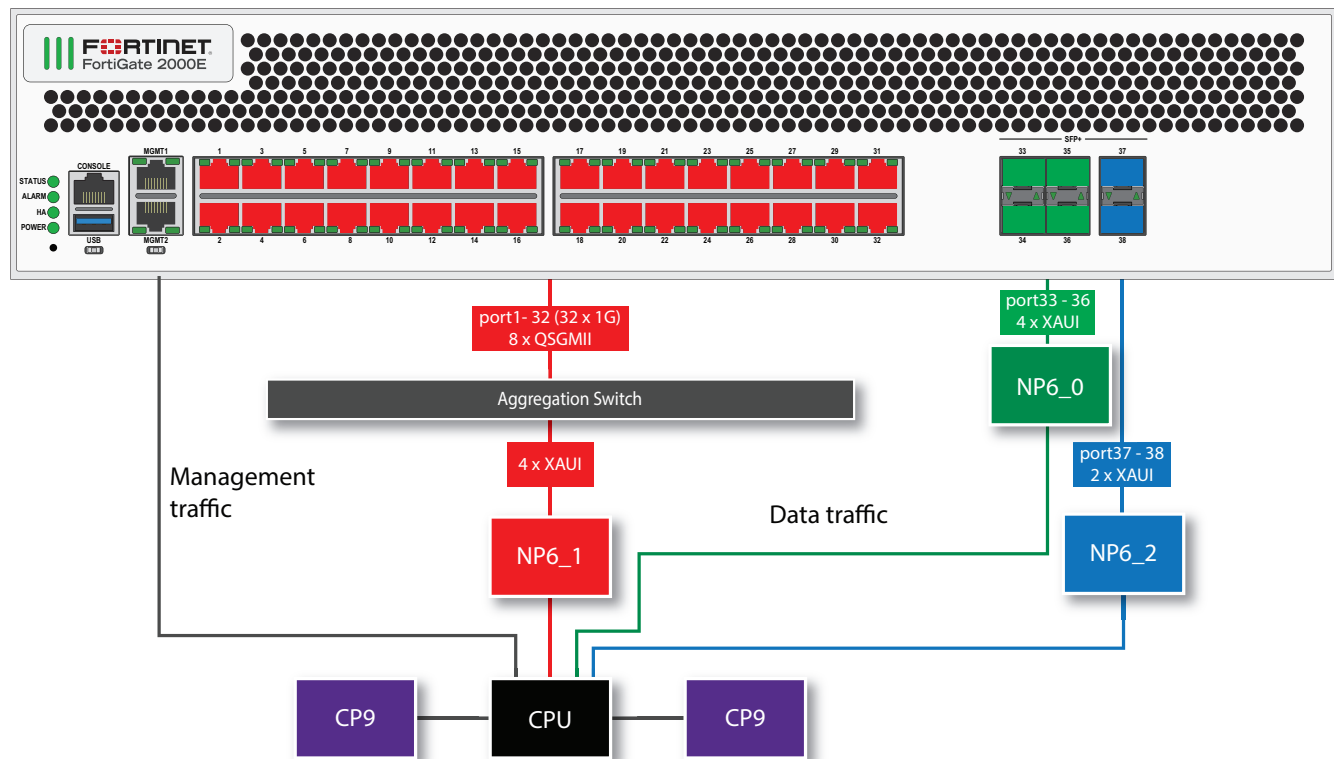 FORTINET
FortiGate 2000E
STATUS
ALARM
HA
POWER
CONSOLE
USB
MGMT1
MGMT2
1 3 5 7 9 11 13 15
2 4 6 8 10 12 14 16
17 19 21 23 25 27 29 31
18 20 22 24 26 28 30 32
SFP+
33 35 37
34 36 38
port1- 32 (32 x 1G)
8 x QSGMII
port33 - 36
4 x XAUI
Aggregation Switch
NP6_0
4 x XAUI
port37 - 38
2 x XAUI
Management
traffic
Data traffic
NP6_1
NP6_2
CP9
CPU
CP9